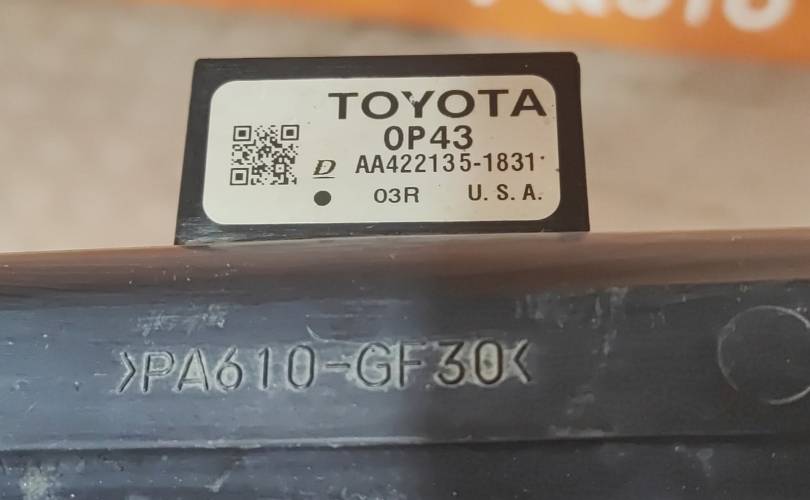 TOYOTA
0P43
D AA422135-1831
03R U.S.A.
>PA610-GF30<